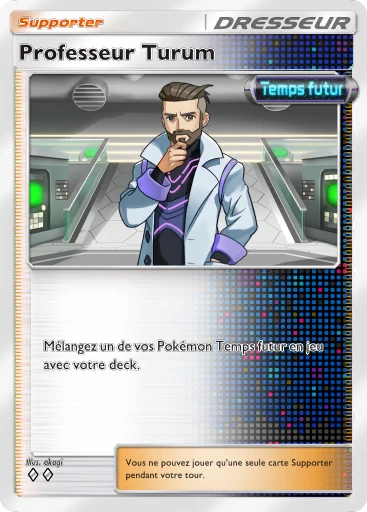 Supporter
DRESSEUR
Professeur Turum
Temps futur
Mélangez un de vos Pokémon Temps futur en jeu
avec votre deck.
Illus. akagi
Vous ne pouvez jouer qu'une seule carte Supporter
pendant votre tour.